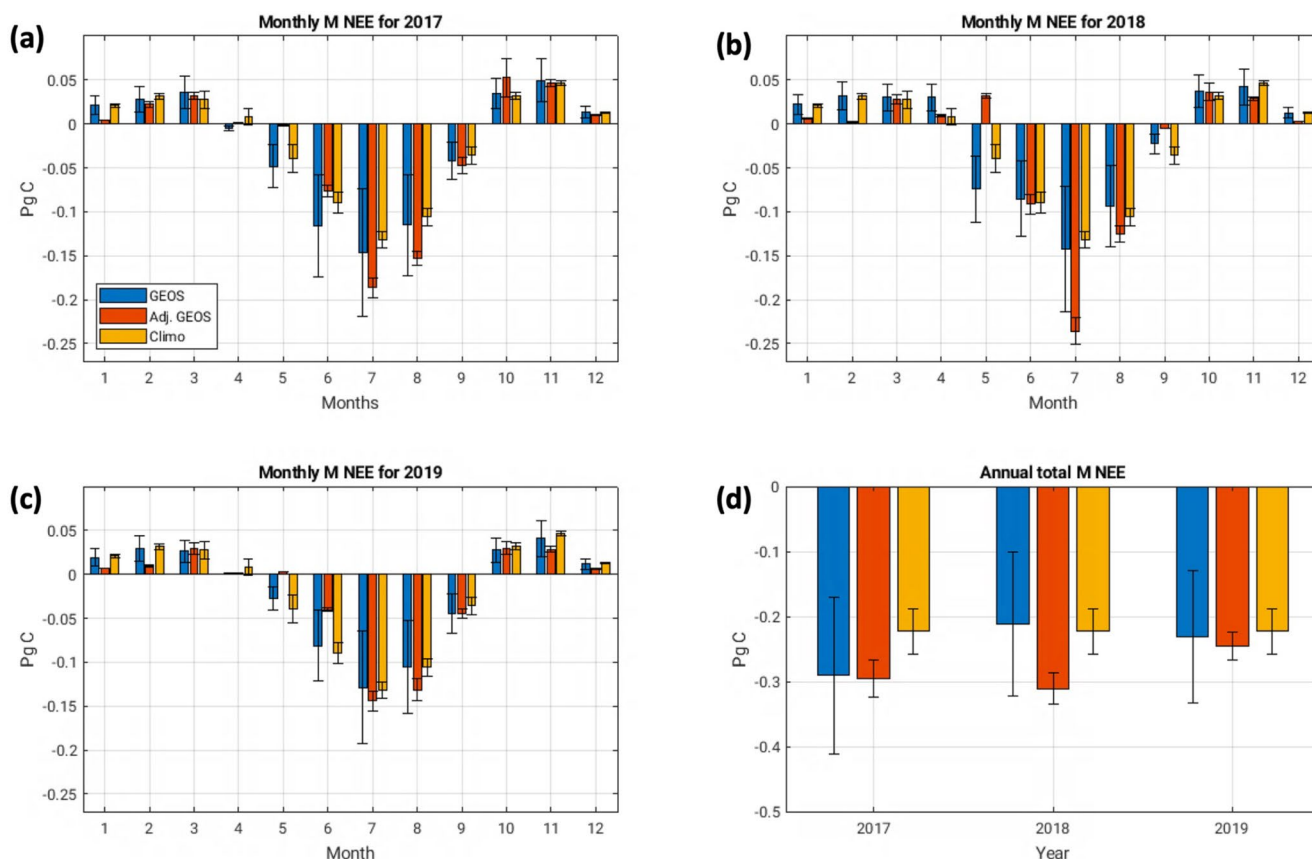 (a)
Monthly M NEE for 2017
0.05
0
-0.05
-0.1
-0.15
-0.2
-0.25
PgC
GEOS
Adj. GEOS
Climo
1 2 3 4 5 6 7 8 9 10 11 12
Months
(b)
Monthly M NEE for 2018
0.05
0
-0.05
-0.1
-0.15
-0.2
-0.25
PgC
1 2 3 4 5 6 7 8 9 10 11 12
Month
(c)
Monthly M NEE for 2019
0.05
0
-0.05
-0.1
-0.15
-0.2
-0.25
PgC
1 2 3 4 5 6 7 8 9 10 11 12
Month
(d)
Annual total M NEE
0
-0.1
-0.2
-0.3
-0.4
-0.5
PgC
2017 2018 2019
Year